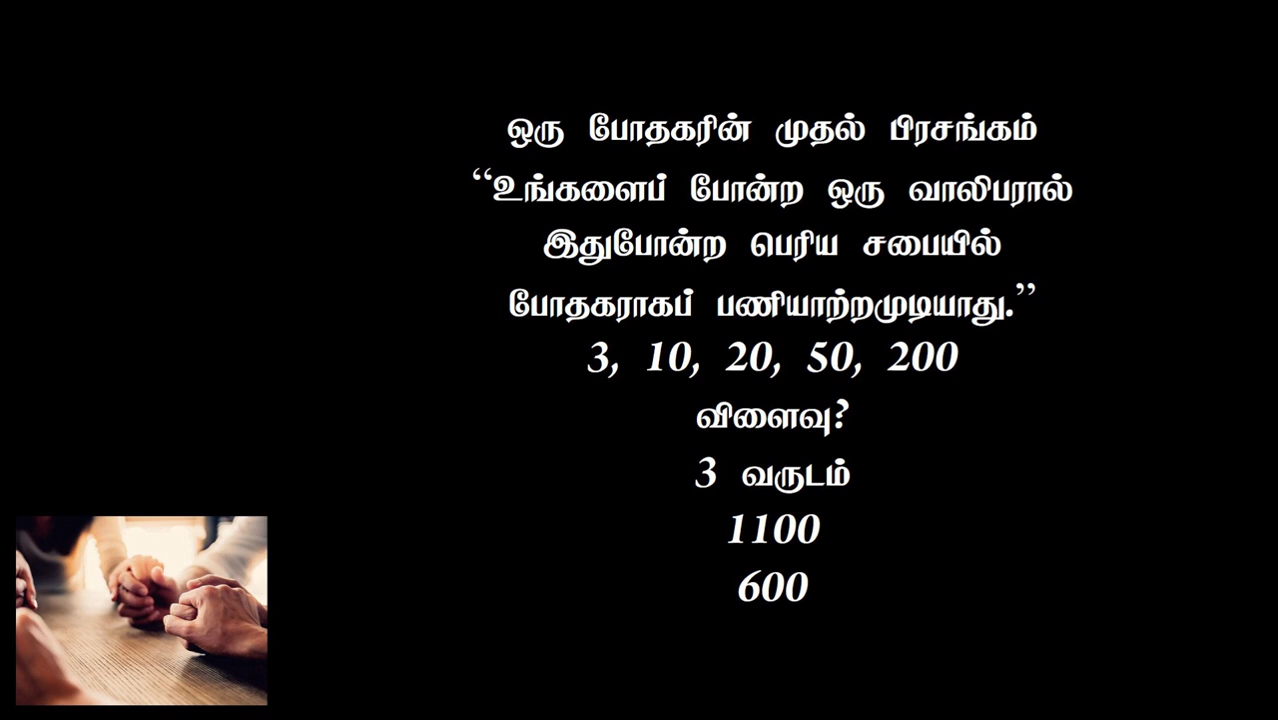 ஒரு போதகரின் முதல் பிரசங்கம்
“உங்களைப் போன்ற ஒரு வாலிபரால்
இதுபோன்ற பெரிய சபையில்
போதகராகப் பணியாற்றமுடியாது.”
3, 10, 20, 50, 200
விளைவு?
3 வருடம்
1100
600